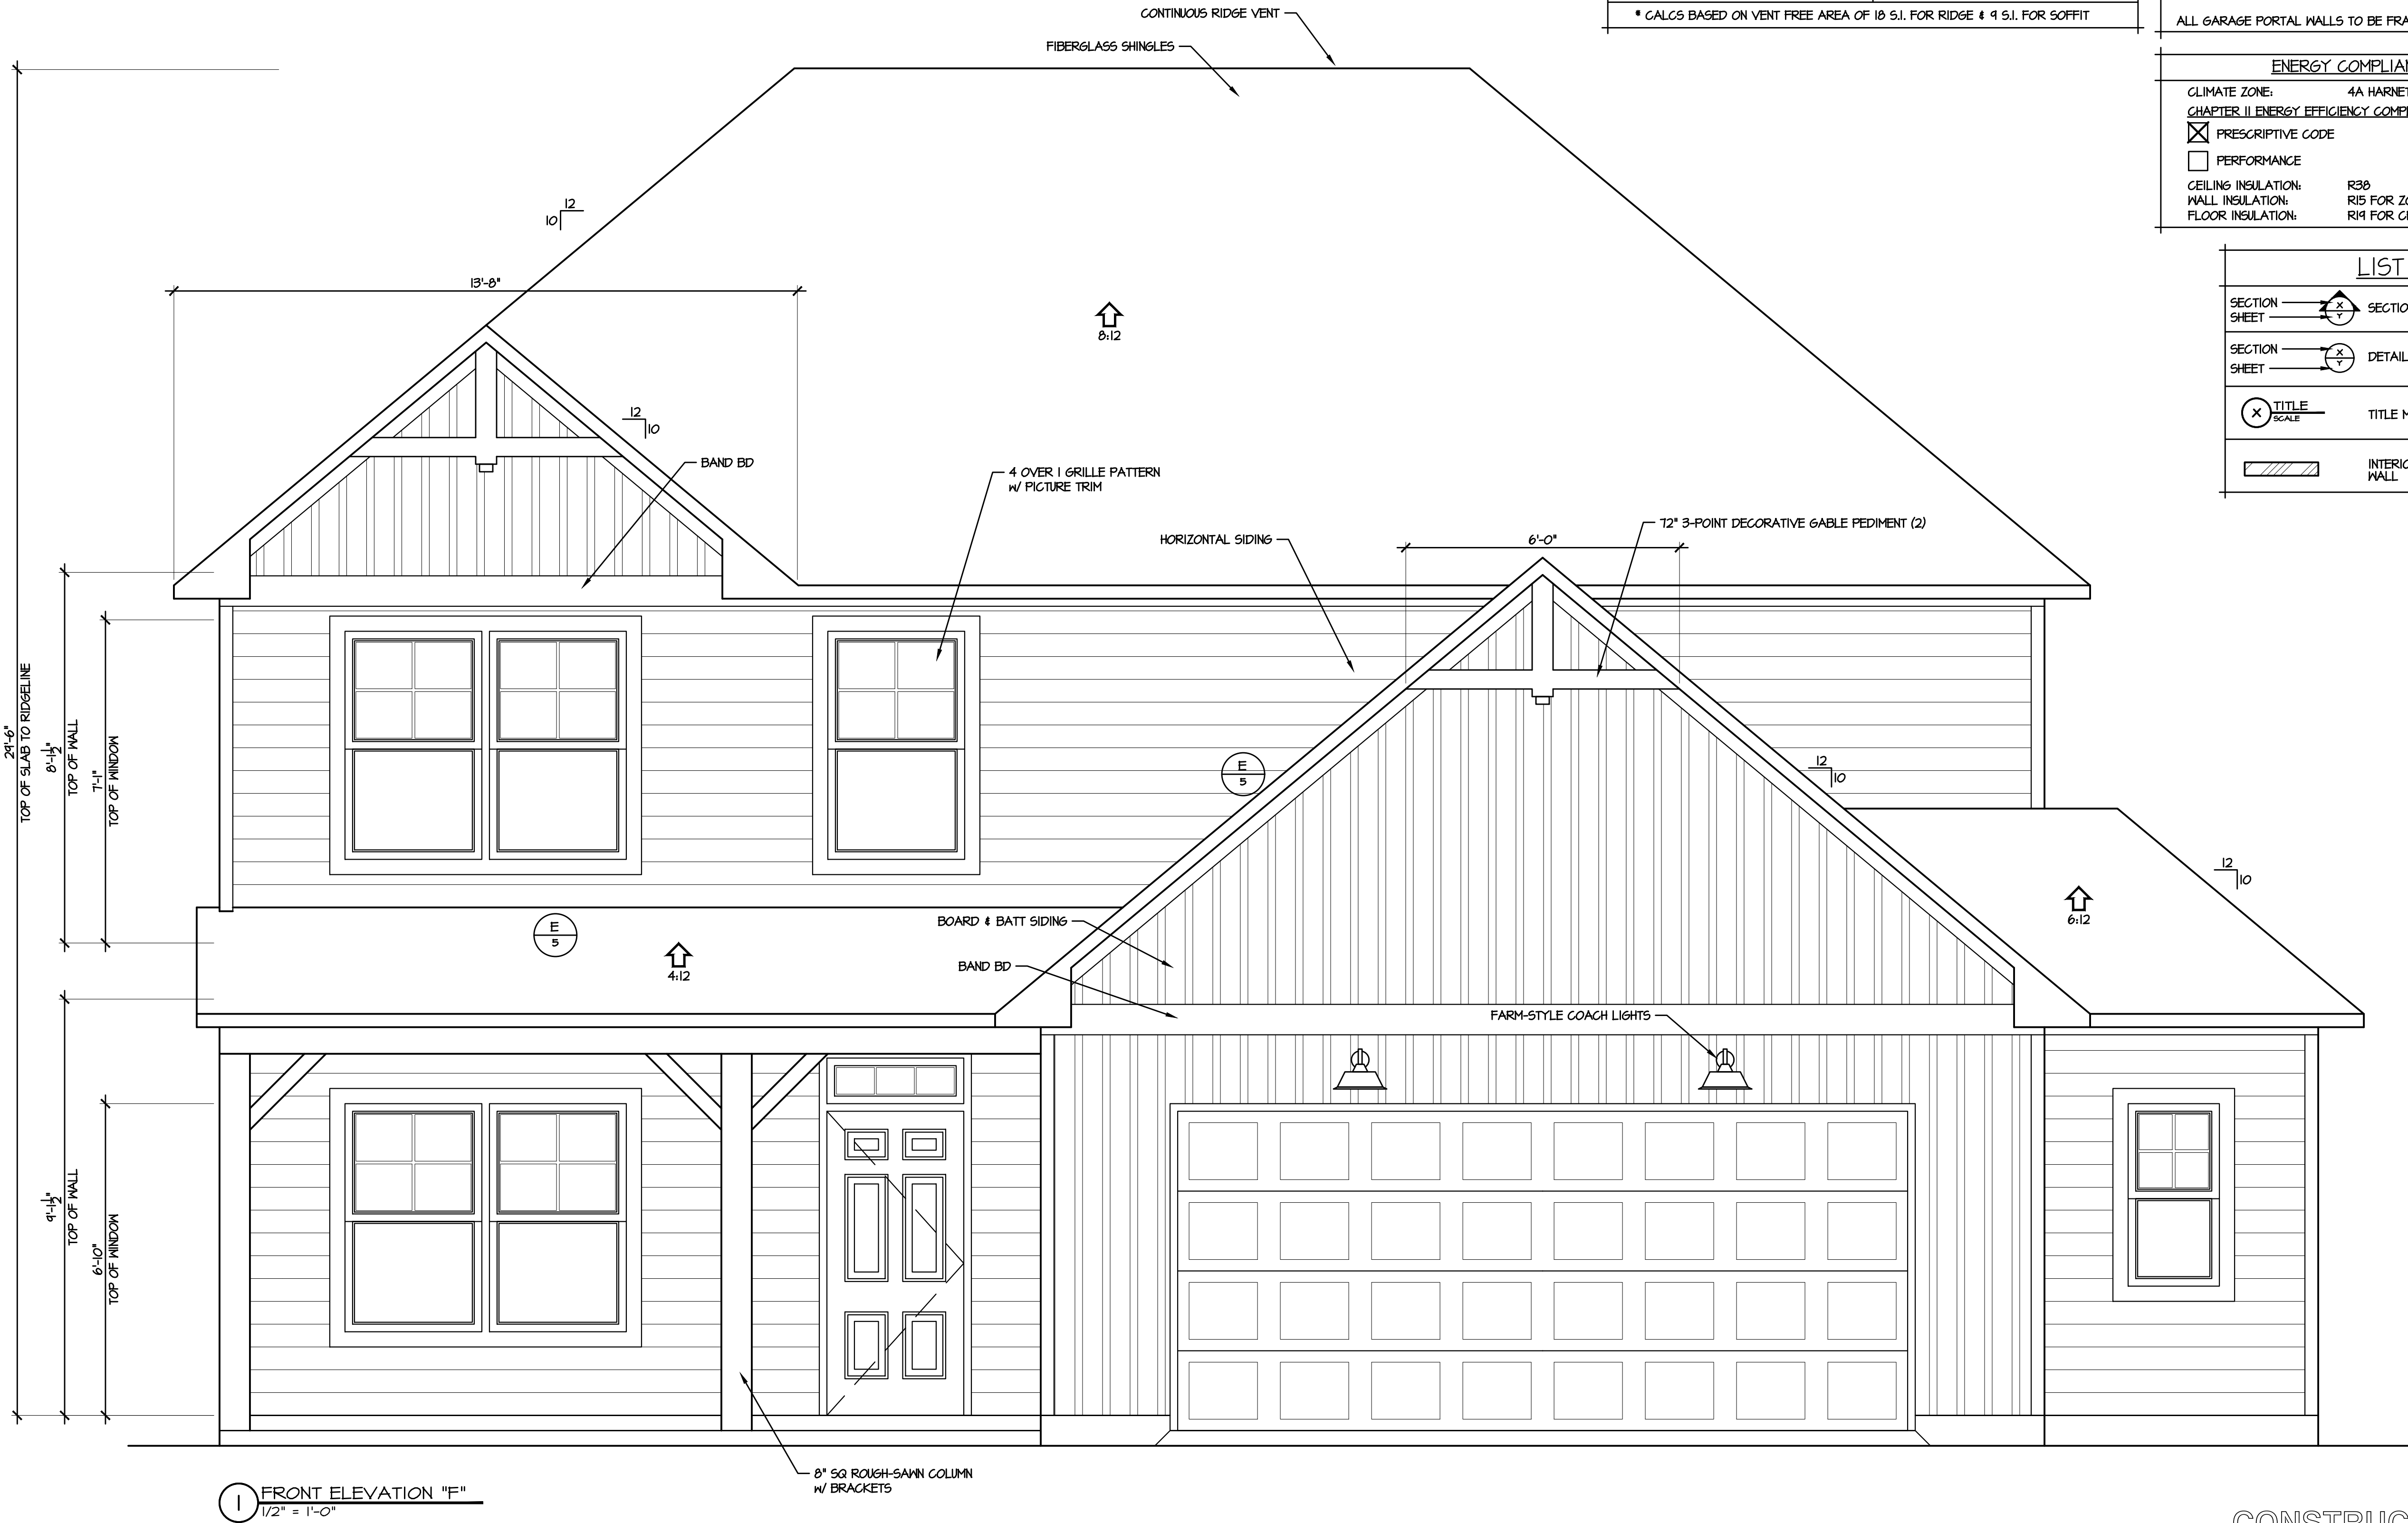 CONTINUOUS RIDGE VENT
FIBERGLASS SHINGLES
* CALCS BASED ON VENT FREE AREA OF 18 S.I. FOR RIDGE & 9 S.I. FOR SOFFIT
ALL GARAGE PORTAL WALLS TO BE
CLIMATE ZONE: 4A
CHAPTER 11 ENERGY EFFICIENCY
PRESCRIPTIVE CODE
PERFORMANCE
CEILING INSULATION: R38
WALL INSULATION: R15 FOR
FLOOR INSULATION: R19 FOR
ENERGY
LIST
SECTION
SHEET
X
Y
SECTION
SHEET
X
Y
X
TITLE
SCALE
TITLE
WALL
12
10
13'-8"
8:12
12
10
BAND BD
4 OVER 1 GRILLE PATTERN
W/ PICTURE TRIM
HORIZONTAL SIDING
6'-0"
72" 3-POINT DECORATIVE GABLE PEDIMENT (2)
29'-6"
TOP OF SLAB TO RIDGELINE
8'-1 1/2"
TOP OF WALL
7'-1"
TOP OF WINDOW
E
5
12
10
12
10
6:12
BOARD & BATT SIDING
E
5
4:12
BAND BD
FARM-STYLE COACH LIGHTS
9'-1 1/2"
TOP OF WALL
6'-10"
TOP OF WINDOW
8" SQ ROUGH-SAWN COLUMN
W/ BRACKETS
1
FRONT ELEVATION "F"
1/2" = 1'-0"